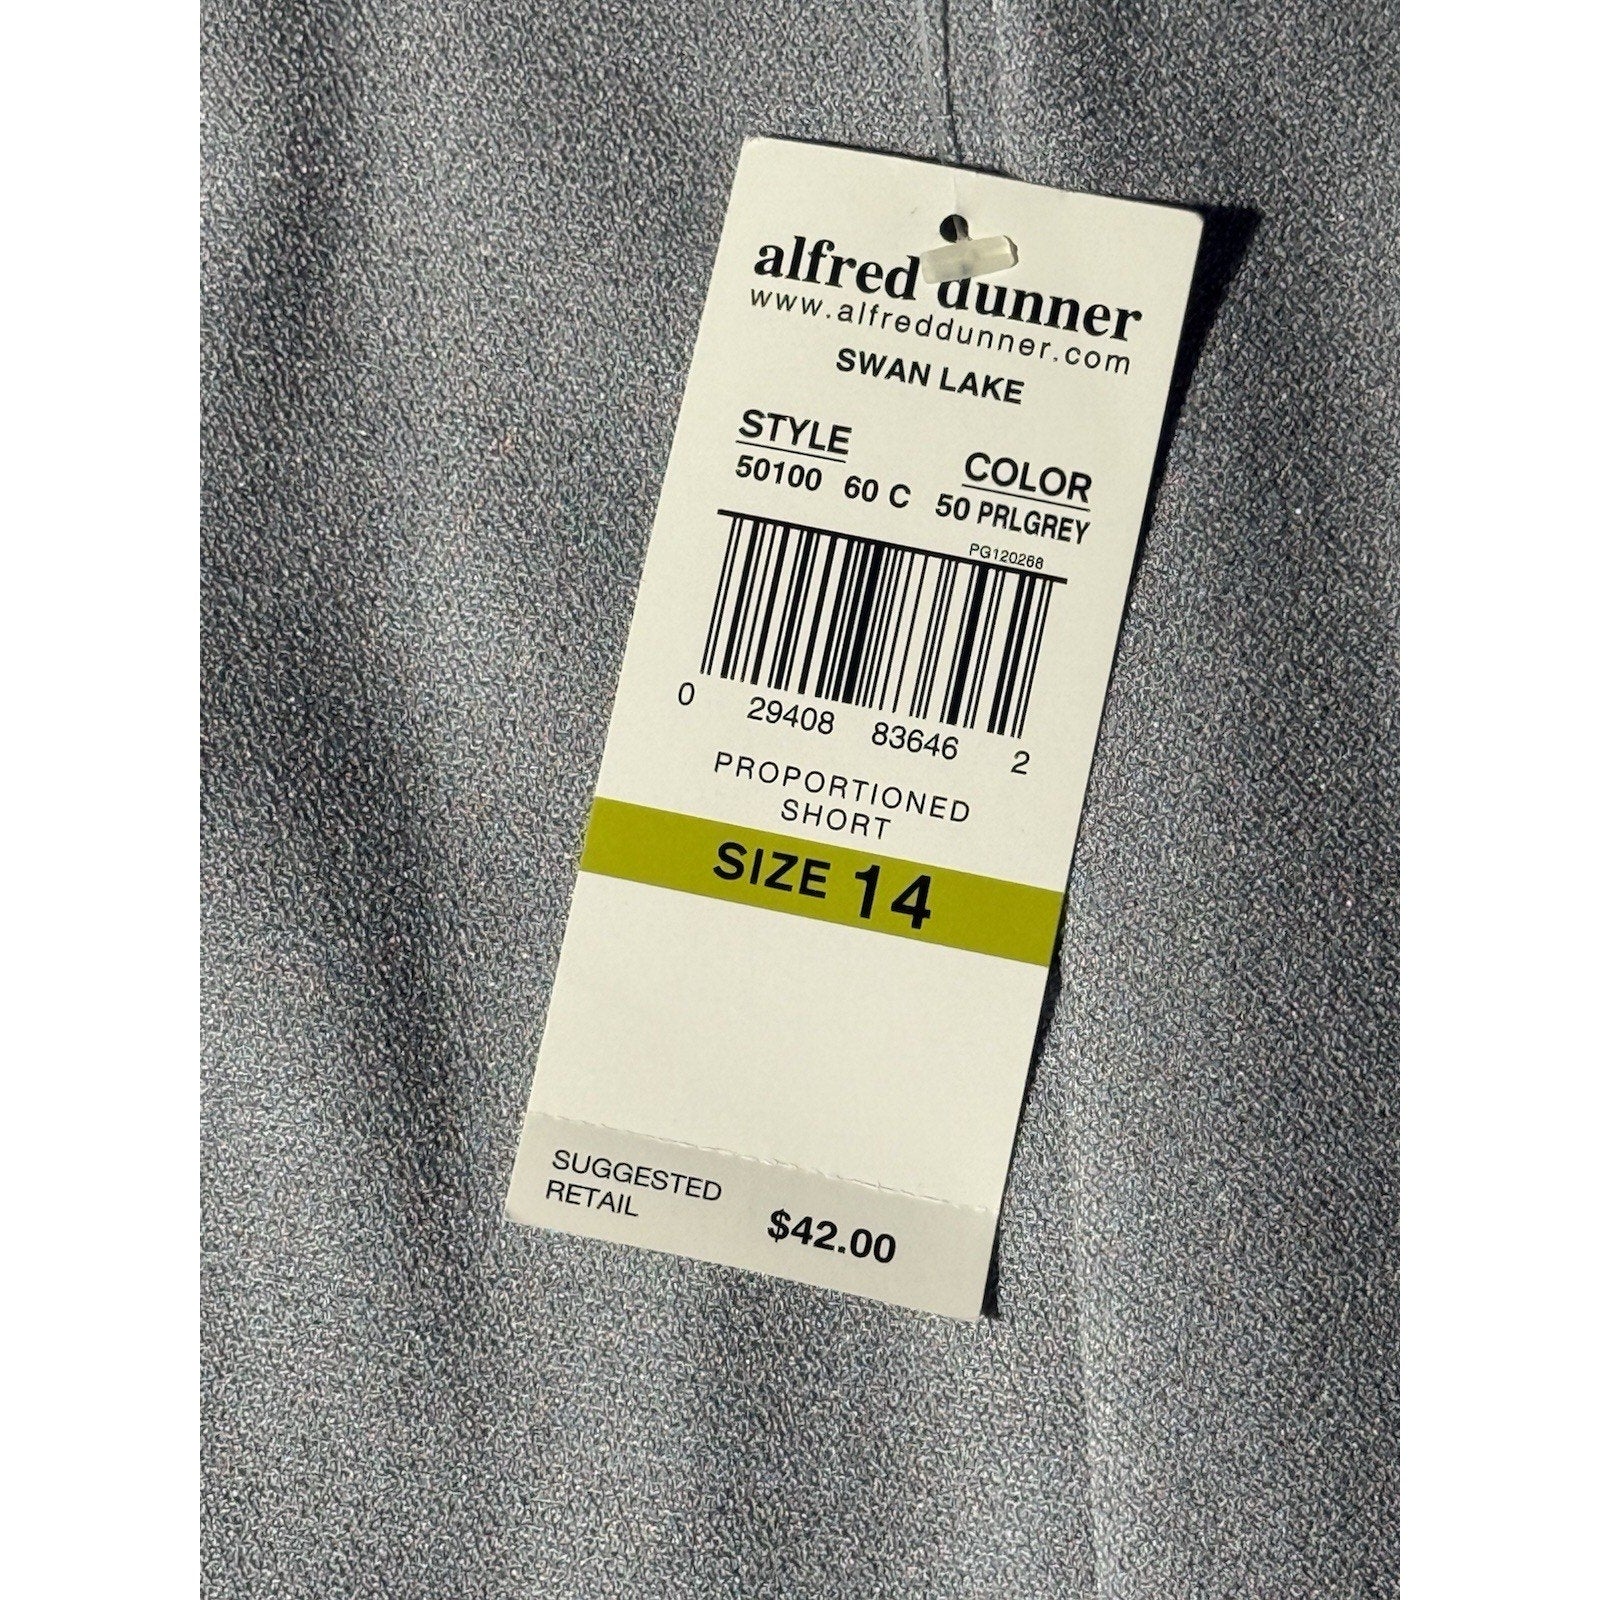 alfred dunner
www.alfreddunner.com
SWAN LAKE
STYLE COLOR
50100 60 C 50 PRLGREY
PG120268
0 29408 83646 2
PROPORTIONED
SHORT
SIZE 14
SUGGESTED
RETAIL $42.00